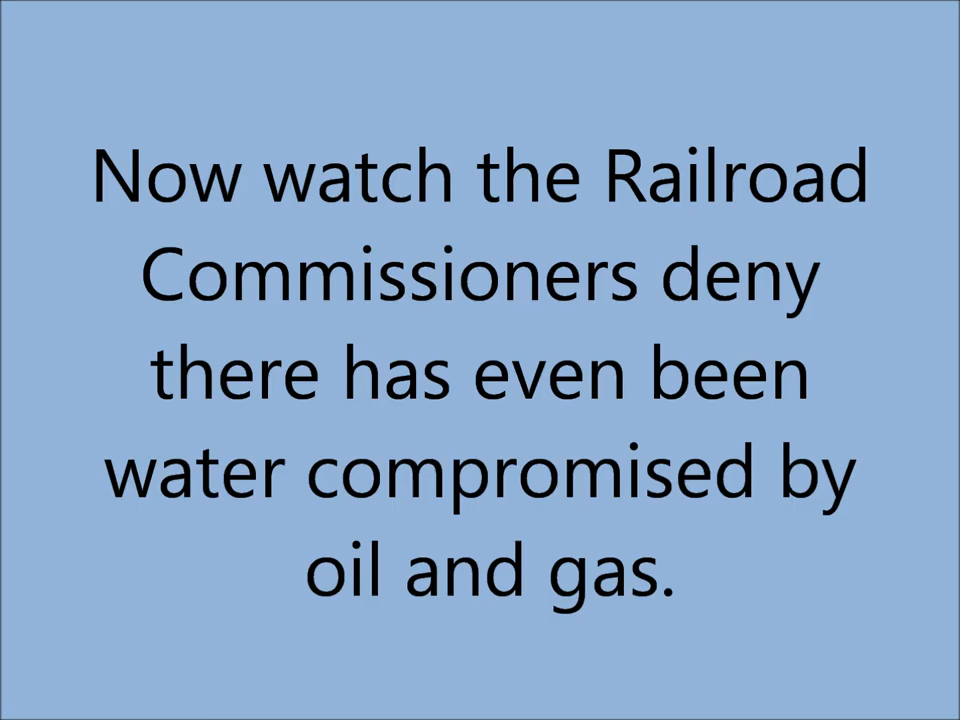 Now watch the Railroad
Commissioners deny
there has even been
water compromised by
oil and gas.